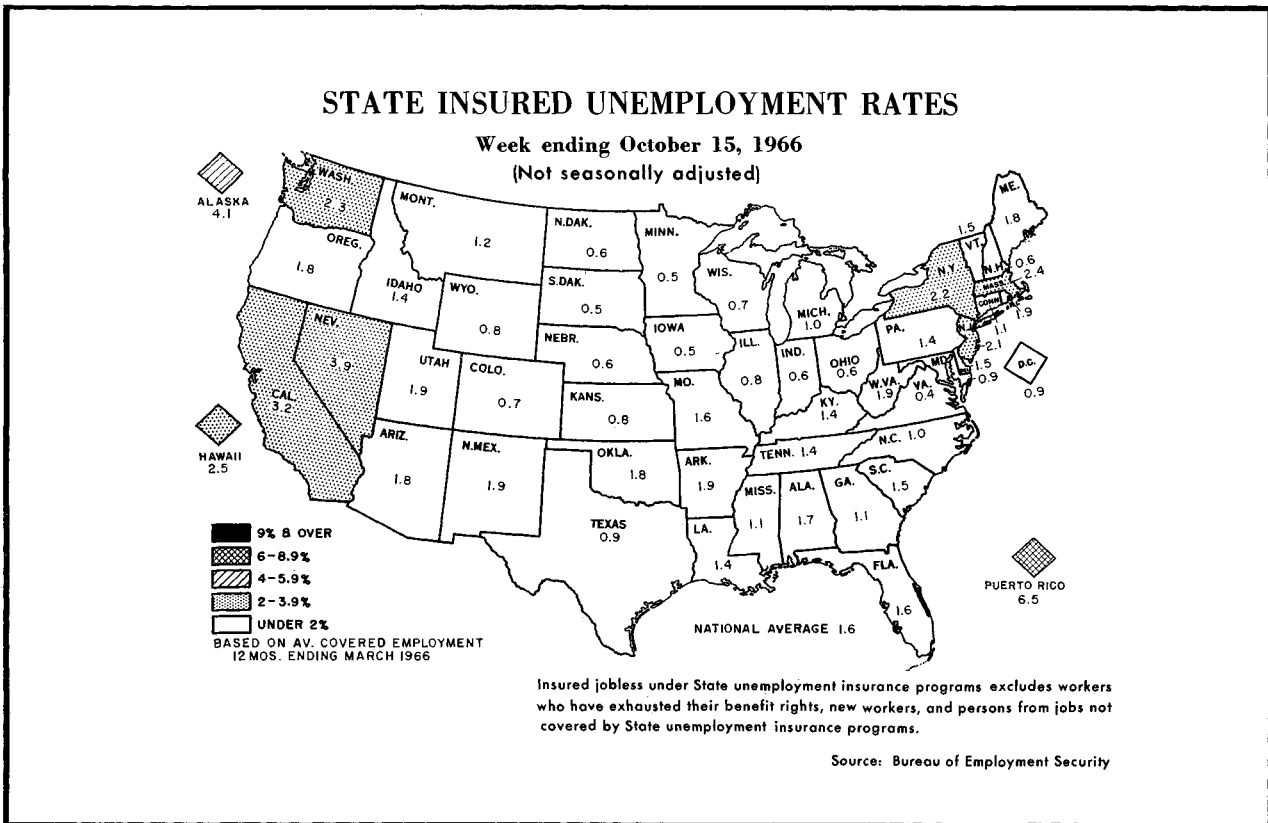 STATE INSURED UNEMPLOYMENT RATES
Week ending October 15, 1966
(Not seasonally adjusted)
ALASKA
4.1
WASH.
2.3
OREG.
1.8
MONT.
1.2
IDAHO
1.4
WYO.
0.8
N.DAK.
0.6
S.DAK.
0.5
NEBR.
0.6
MINN.
0.5
WIS.
0.7
MICH.
1.0
IOWA
0.5
ILL.
0.8
IND.
0.6
OHIO
0.6
PA.
1.4
N.Y.
2.2
1.5
VT.
ME.
1.8
N.H.
0.6
MASS.
2.4
CONN.
1.9
1.1
N.J.
2.1
1.5
MD.
0.9
D.C.
0.9
NEV.
3.9
CAL.
3.2
UTAH
1.9
COLO.
0.7
KANS.
0.8
MO.
1.6
KY.
1.4
W.VA.
1.9
VA.
0.4
HAWAII
2.5
ARIZ.
1.8
N.MEX.
1.9
OKLA.
1.8
ARK.
1.9
TENN. 1.4
N.C. 1.0
S.C.
1.5
MISS.
1.1
ALA.
1.7
GA.
1.1
TEXAS
0.9
LA.
1.4
FLA.
1.6
PUERTO RICO
6.5
9% & OVER
6-8.9%
4-5.9%
2-3.9%
UNDER 2%
BASED ON AV. COVERED EMPLOYMENT
12 MOS. ENDING MARCH 1966
NATIONAL AVERAGE 1.6
Insured jobless under State unemployment insurance programs excludes workers
who have exhausted their benefit rights, new workers, and persons from jobs not
covered by State unemployment insurance programs.
Source: Bureau of Employment Security